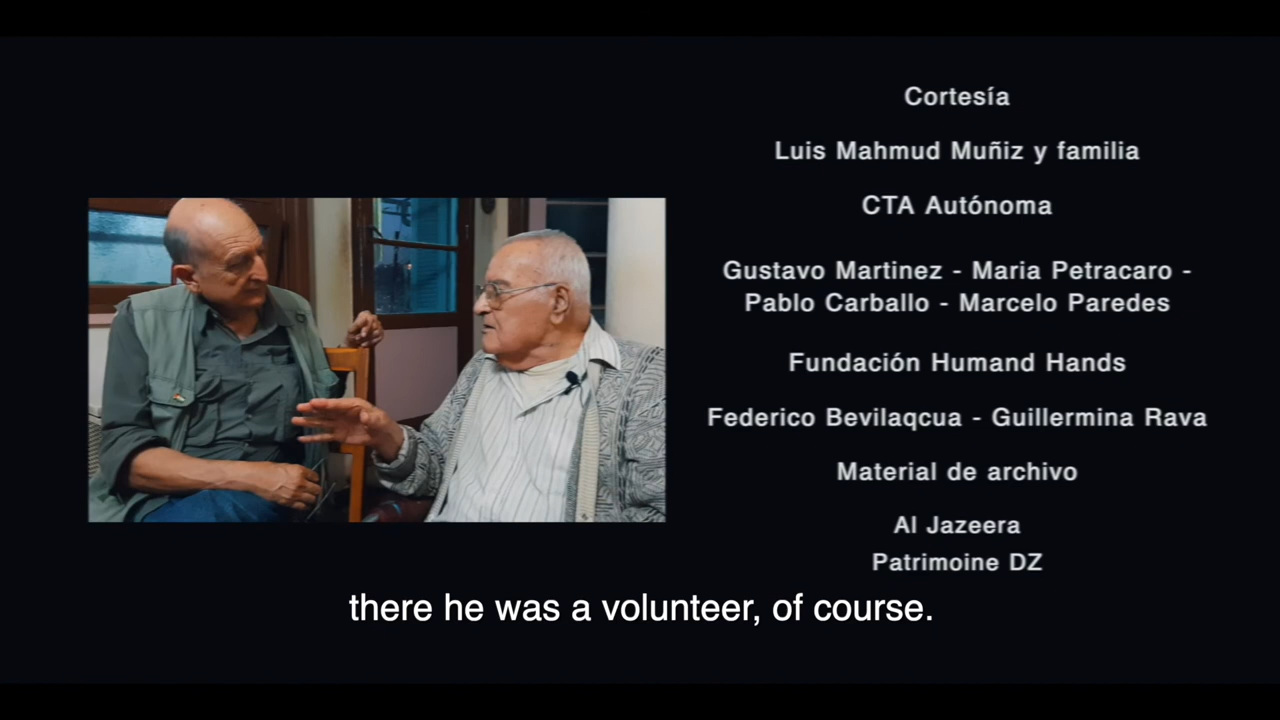 Cortesía
Luis Mahmud Muñiz y familia
CTA Autónoma
Gustavo Martinez - Maria Petracaro -
Pablo Carballo - Marcelo Paredes
Fundación Humand Hands
Federico Bevilaqcua - Guillermina Rava
Material de archivo
Al Jazeera
Patrimoine DZ
there he was a volunteer, of course.